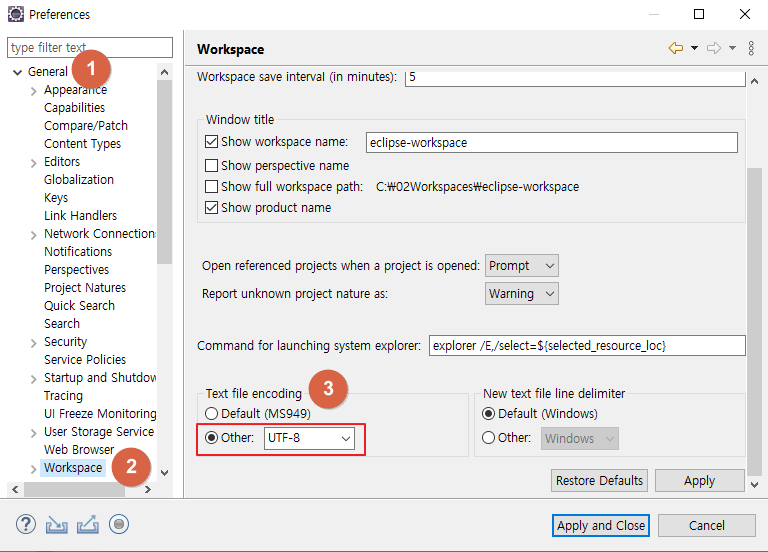 Preferences
type filter text
General
1
Appearance
Capabilities
Compare/Patch
Content Types
Editors
Globalization
Keys
Link Handlers
Network Connection
Notifications
Perspectives
Project Natures
Quick Search
Search
Security
Service Policies
Startup and Shutdow
Tracing
UI Freeze Monitoring
User Storage Service
Web Browser
Workspace
2
Workspace
Workspace save interval (in minutes): 5
Window title
Show workspace name: eclipse-workspace
Show perspective name
Show full workspace path: C:₩02Workspaces₩eclipse-workspace
Show product name
Open referenced projects when a project is opened: Prompt
Report unknown project nature as: Warning
Command for launching system explorer: explorer /E,/select=${selected_resource_loc}
Text file encoding
3
Default (MS949)
Other: UTF-8
New text file line delimiter
Default (Windows)
Other: Windows
Restore Defaults
Apply
?
Apply and Close
Cancel